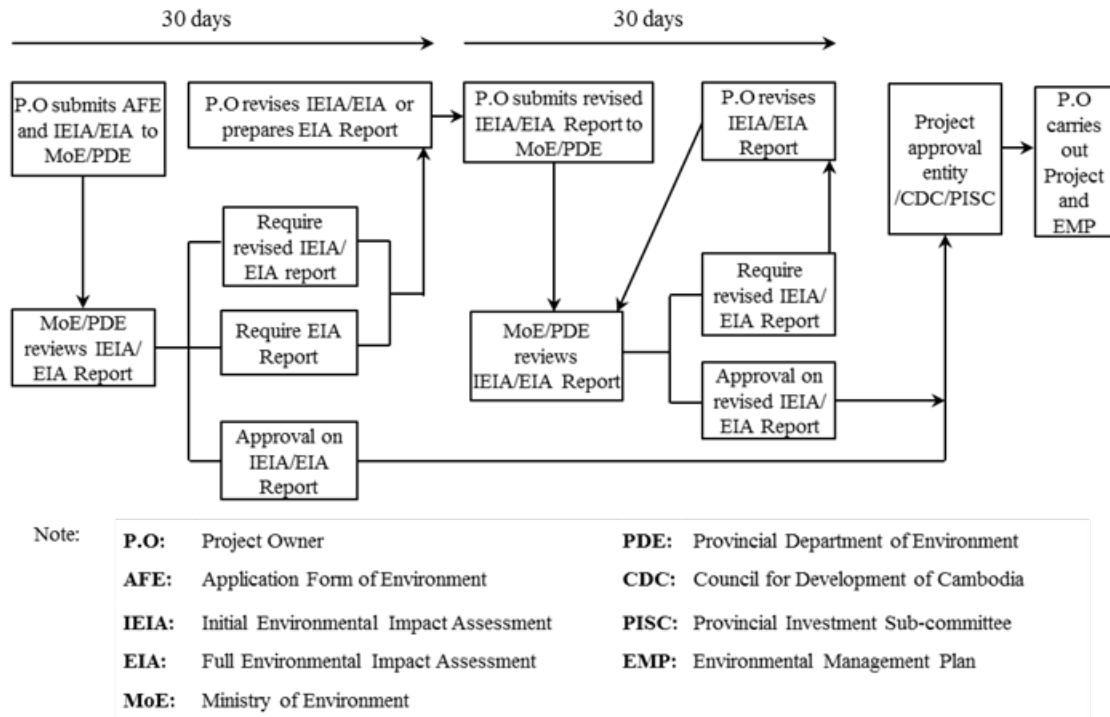 30 days
30 days
P.O submits AFE
and IEIA/EIA to
MoE/PDE
P.O revises IEIA/EIA or
prepares EIA Report
P.O submits revised
IEIA/EIA Report to
MoE/PDE
P.O revises
IEIA/EIA
Report
Project
approval
entity
/CDC/PISC
P.O
carries
out
Project
and
EMP
Require
revised IEIA/
EIA report
MoE/PDE
reviews IEIA/
EIA Report
Require EIA
Report
Approval on
IEIA/EIA
Report
MoE/PDE
reviews
IEIA/EIA Report
Require
revised IEIA/
EIA Report
Approval on
revised IEIA/
EIA Report
Note:
P.O: Project Owner
AFE: Application Form of Environment
IEIA: Initial Environmental Impact Assessment
EIA: Full Environmental Impact Assessment
MoE: Ministry of Environment
PDE: Provincial Department of Environment
CDC: Council for Development of Cambodia
PISC: Provincial Investment Sub-committee
EMP: Environmental Management Plan